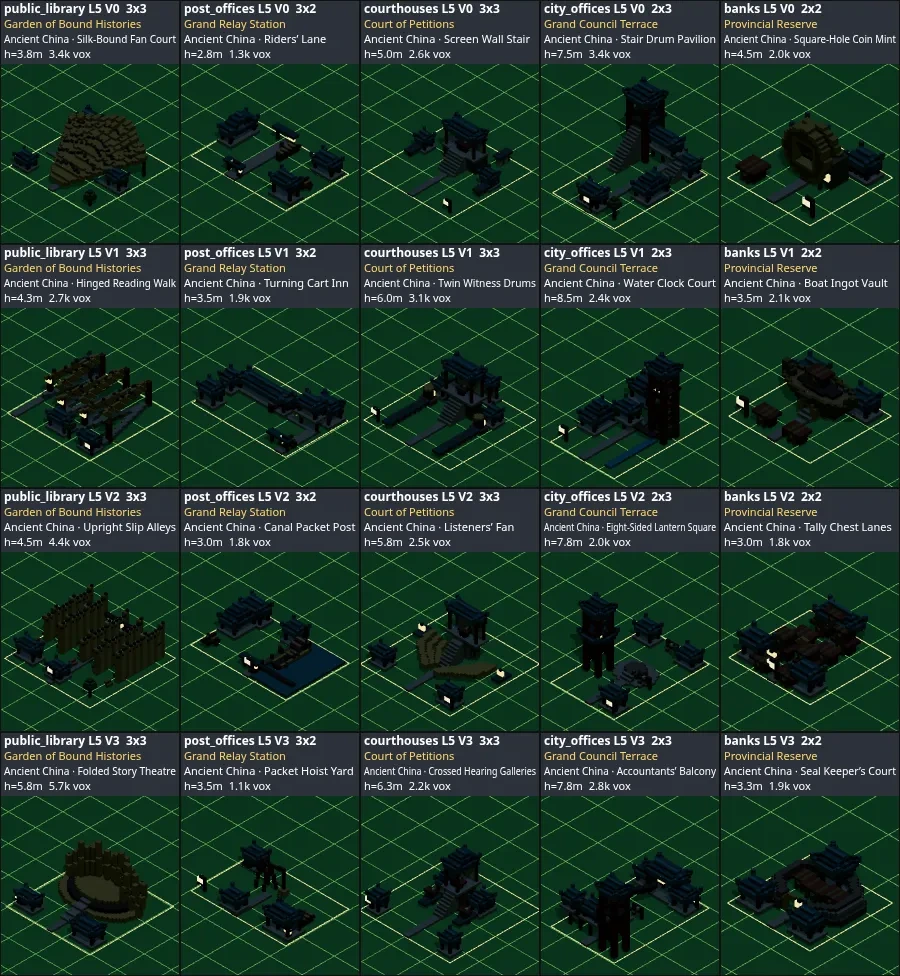 public_library L5 V0 3x3
Garden of Bound Histories
Ancient China · Silk-Bound Fan Court
h=3.8m 3.4k vox
post_offices L5 V0 3x2
Grand Relay Station
Ancient China · Riders’ Lane
h=2.8m 1.3k vox
courthouses L5 V0 3x3
Court of Petitions
Ancient China · Screen Wall Stair
h=5.0m 2.6k vox
city_offices L5 V0 2x3
Grand Council Terrace
Ancient China · Stair Drum Pavilion
h=7.5m 3.4k vox
banks L5 V0 2x2
Provincial Reserve
Ancient China · Square-Hole Coin Mint
h=4.5m 2.0k vox
public_library L5 V1 3x3
Garden of Bound Histories
Ancient China · Hinged Reading Walk
h=4.3m 2.7k vox
post_offices L5 V1 3x2
Grand Relay Station
Ancient China · Turning Cart Inn
h=3.5m 1.9k vox
courthouses L5 V1 3x3
Court of Petitions
Ancient China · Twin Witness Drums
h=6.0m 3.1k vox
city_offices L5 V1 2x3
Grand Council Terrace
Ancient China · Water Clock Court
h=8.5m 2.4k vox
banks L5 V1 2x2
Provincial Reserve
Ancient China · Boat Ingot Vault
h=3.5m 2.1k vox
public_library L5 V2 3x3
Garden of Bound Histories
Ancient China · Upright Slip Alleys
h=4.5m 4.4k vox
post_offices L5 V2 3x2
Grand Relay Station
Ancient China · Canal Packet Post
h=3.0m 1.8k vox
courthouses L5 V2 3x3
Court of Petitions
Ancient China · Listeners’ Fan
h=5.8m 2.5k vox
city_offices L5 V2 2x3
Grand Council Terrace
Ancient China · Eight-Sided Lantern Square
h=7.8m 2.0k vox
banks L5 V2 2x2
Provincial Reserve
Ancient China · Tally Chest Lanes
h=3.0m 1.8k vox
public_library L5 V3 3x3
Garden of Bound Histories
Ancient China · Folded Story Theatre
h=5.8m 5.7k vox
post_offices L5 V3 3x2
Grand Relay Station
Ancient China · Packet Hoist Yard
h=3.5m 1.1k vox
courthouses L5 V3 3x3
Court of Petitions
Ancient China · Crossed Hearing Galleries
h=6.3m 2.2k vox
city_offices L5 V3 2x3
Grand Council Terrace
Ancient China · Accountants’ Balcony
h=7.8m 2.8k vox
banks L5 V3 2x2
Provincial Reserve
Ancient China · Seal Keeper’s Court
h=3.3m 1.9k vox